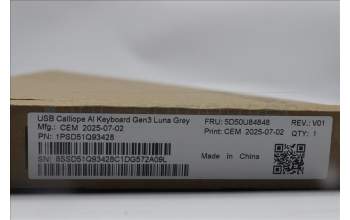 USB Calliope AI Keyboard Gen3 Luna Grey
Mfg.: CEM 2025-07-02
PN: 1PSD51Q93428
FRU: 5D50U84848 REV.: V01
Print: CEM 2025-07-02 QTY: 1
Made in China
SN: 8SSD51Q93428C1DG572A09L